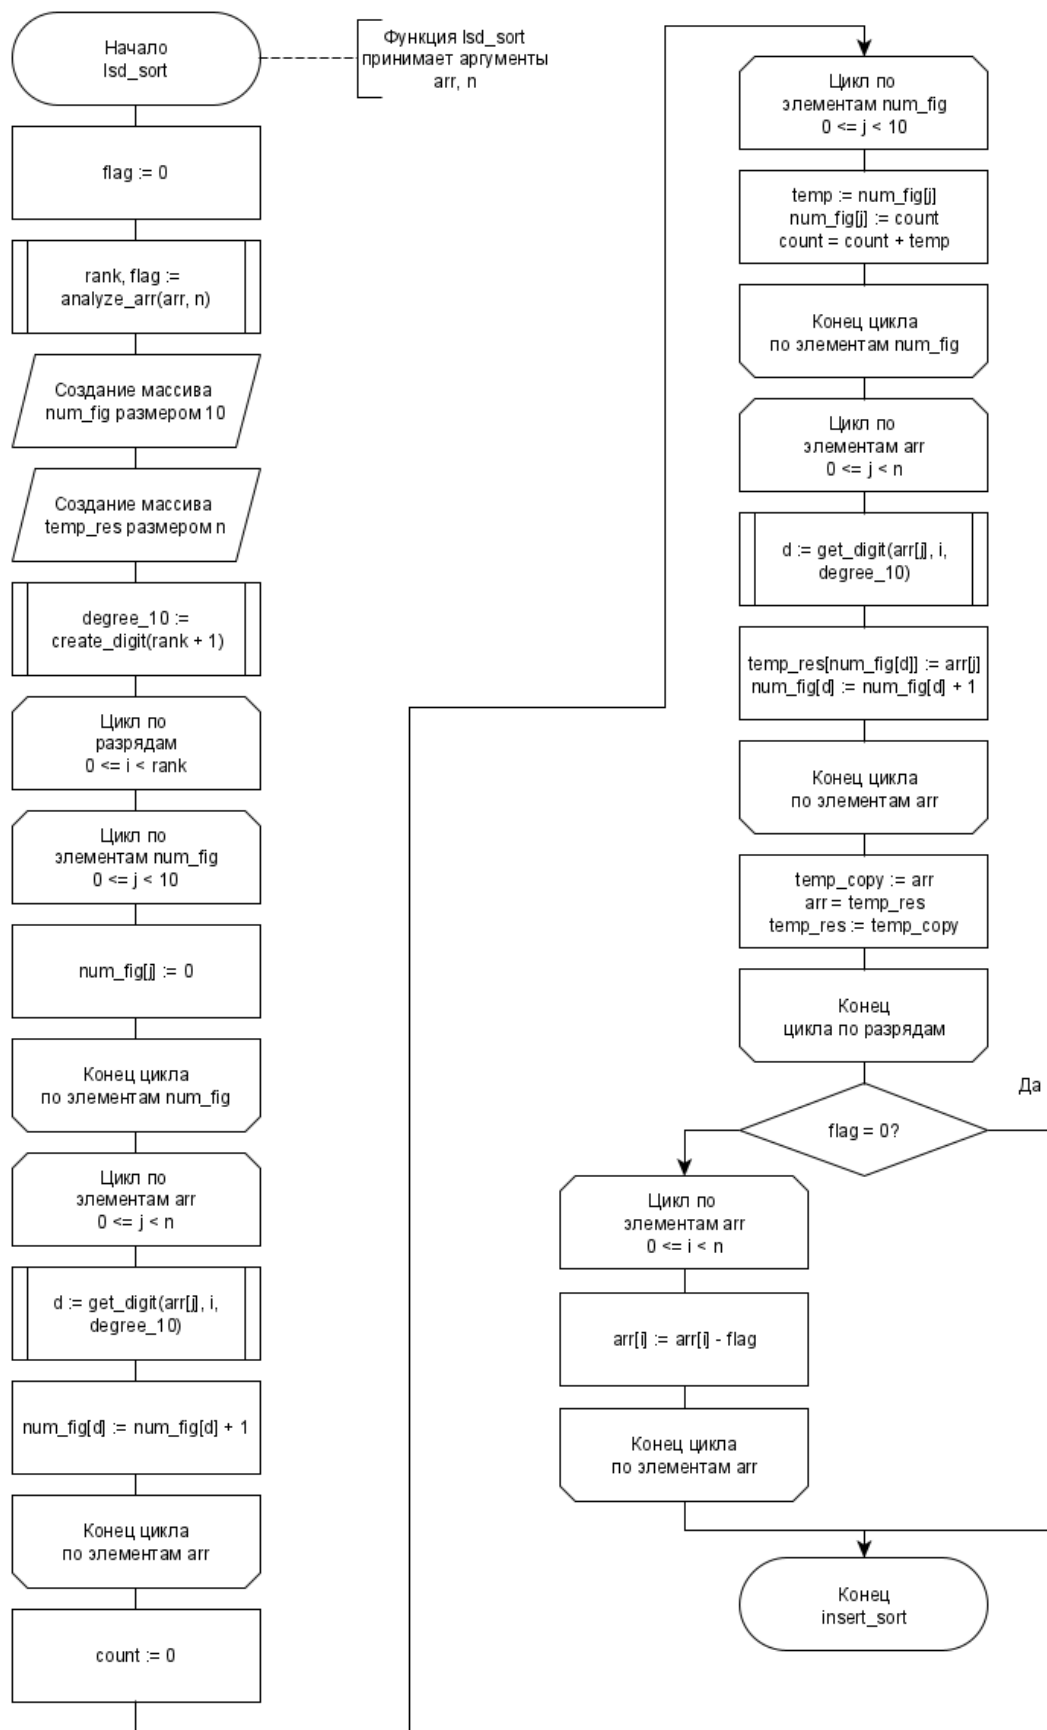 Начало
lsd_sort
Функция lsd_sort
принимает аргументы
arr, n
flag := 0
rank, flag :=
analyze_arr(arr, n)
Создание массива
num_fig размером 10
Создание массива
temp_res размером n
degree_10 :=
create_digit(rank + 1)
Цикл по
разрядам
0 <= i < rank
Цикл по
элементам num_fig
0 <= j < 10
num_fig[j] := 0
Конец цикла
по элементам num_fig
Цикл по
элементам arr
0 <= j < n
d := get_digit(arr[j], i,
degree_10)
num_fig[d] := num_fig[d] + 1
Конец цикла
по элементам arr
count := 0
Цикл по
элементам num_fig
0 <= j < 10
temp := num_fig[j]
num_fig[j] := count
count = count + temp
Конец цикла
по элементам num_fig
Цикл по
элементам arr
0 <= j < n
d := get_digit(arr[j], i,
degree_10)
temp_res[num_fig[d]] := arr[j]
num_fig[d] := num_fig[d] + 1
Конец цикла
по элементам arr
temp_copy := arr
arr = temp_res
temp_res := temp_copy
Конец
цикла по разрядам
Да
flag = 0?
Цикл по
элементам arr
0 <= i < n
arr[i] := arr[i] - flag
Конец цикла
по элементам arr
Конец
insert_sort